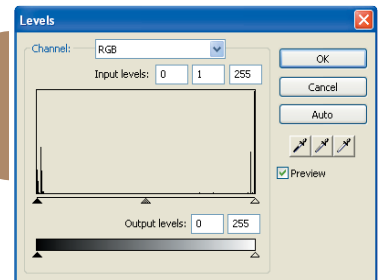 Levels
Channel: RGB
OK
Input levels: 0 1 255
Cancel
Auto
Preview
Output levels: 0 255